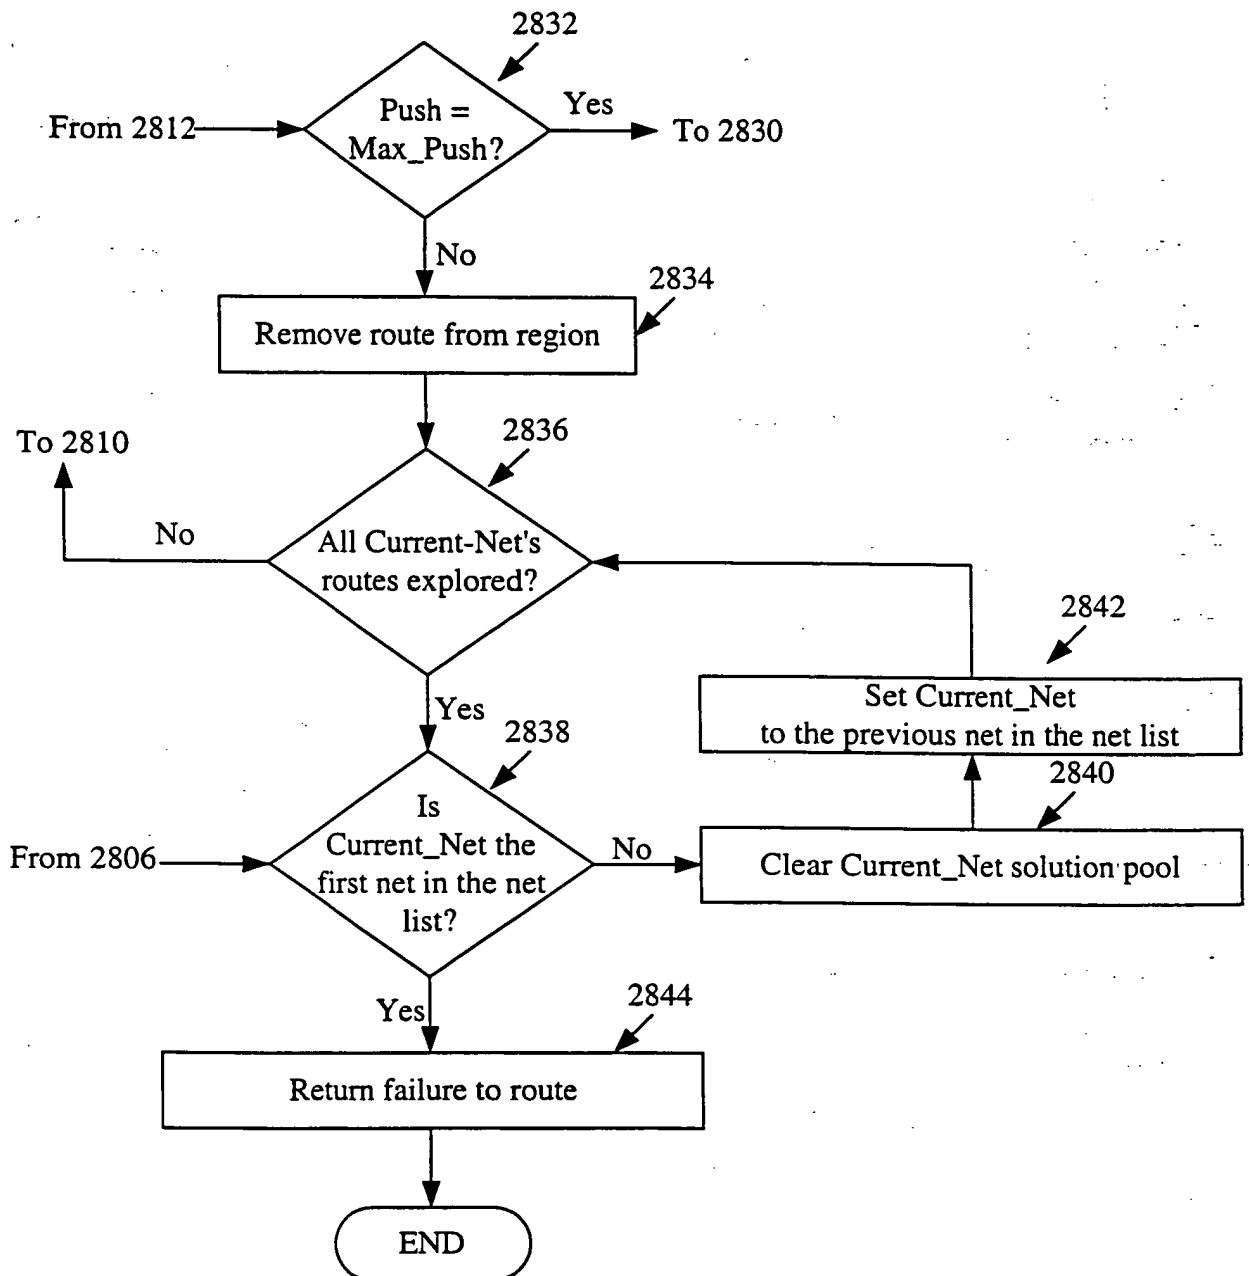 2832
Push =
Max_Push?
Yes
From 2812
To 2830
No
2834
Remove route from region
To 2810
2836
No
All Current-Net's
routes explored?
2842
Set Current_Net
to the previous net in the net list
Yes
2838
2840
Is
Current_Net the
first net in the net
list?
From 2806
No
Clear Current_Net solution pool
Yes
2844
Return failure to route
END